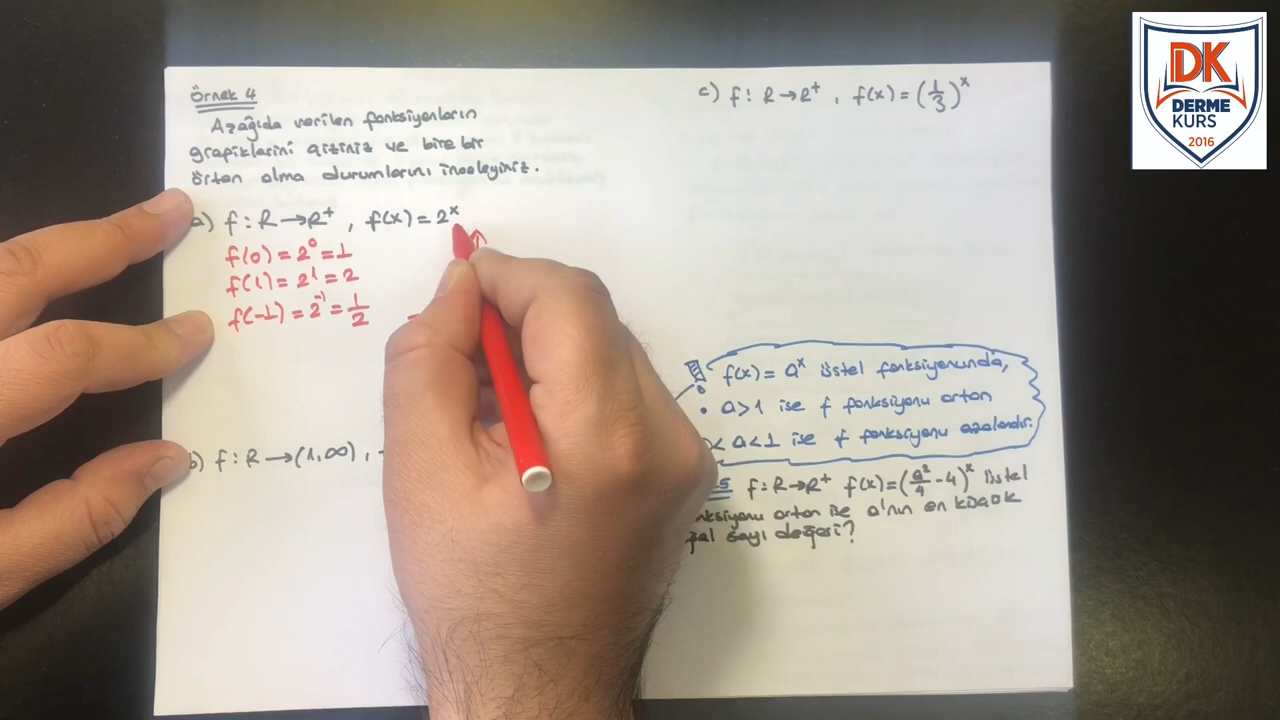 Örnek 4
Aşağıda verilen fonksiyonların
grafiklerini çiziniz ve bire bir
örten olma durumlarını inceleyiniz.
a) f: R→R⁺, f(x) = 2ˣ
f(0) = 2⁰ = 1
f(1) = 2¹ = 2
f(-1) = 2⁻¹ = 1/2
b) f: R→(1,∞),
c) f: R→R⁺, f(x) = (1/3)ˣ
f(x) = aˣ üstel fonksiyonunda,
• a>1 ise f fonksiyonu artan
< a < 1 ise f fonksiyonu azalandır.
5 f: R→R⁺ f(x) = (a²/4 - 4)ˣ üstel
artan ise a'nın en küçük
sayı değeri?
DK
DERME
KURS
2016